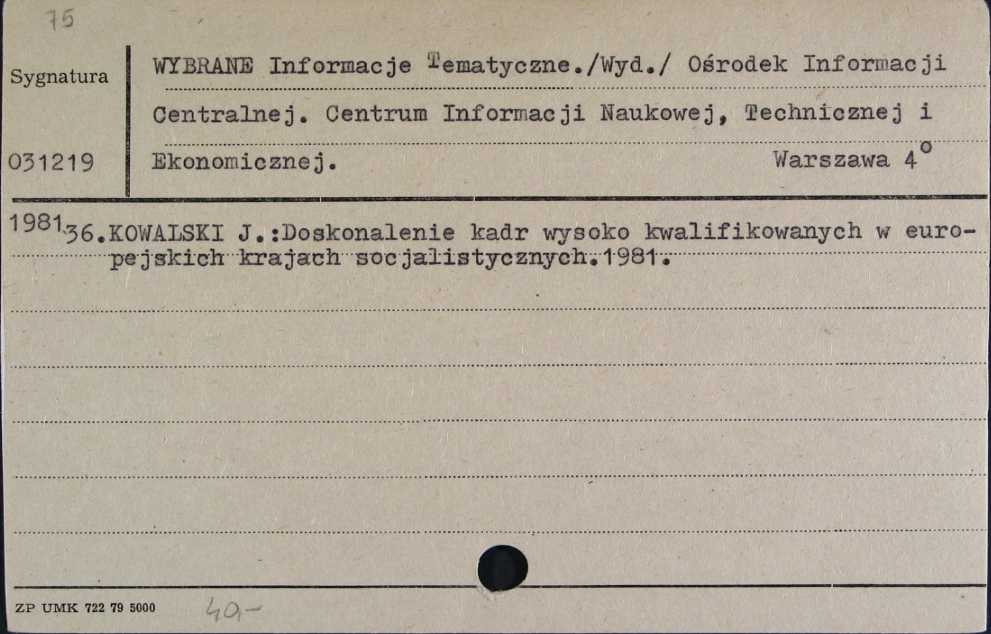 75
Sygnatura
WYBRANE Informacje Tematyczne./Wyd./ Ośrodek Informacji
Centralnej. Centrum Informacji Naukowej, Technicznej i
031219
Ekonomicznej. Warszawa 4°
1981.36.KOWALSKI J.:Doskonalenie kadr wysoko kwalifikowanych w euro-
pejskich krajach socjalistycznych.1981.
ZP UMK 722 79 5000
40,-